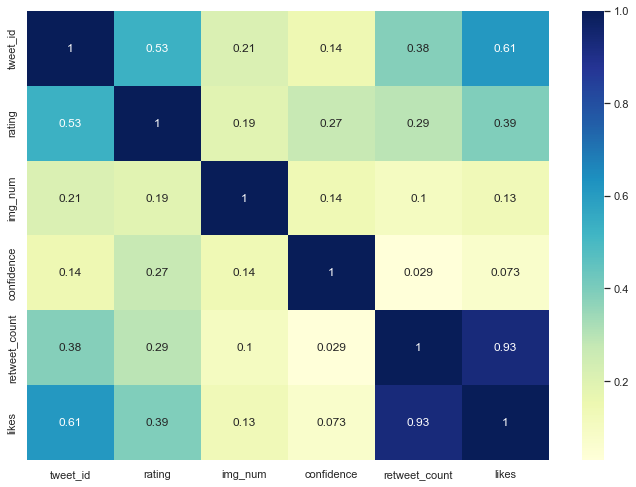 tweet_id 1 0.53 0.21 0.14 0.38 0.61
rating 0.53 1 0.19 0.27 0.29 0.39
img_num 0.21 0.19 1 0.14 0.1 0.13
confidence 0.14 0.27 0.14 1 0.029 0.073
retweet_count 0.38 0.29 0.1 0.029 1 0.93
likes 0.61 0.39 0.13 0.073 0.93 1
tweet_id rating img_num confidence retweet_count likes
1.0
0.8
0.6
0.4
0.2